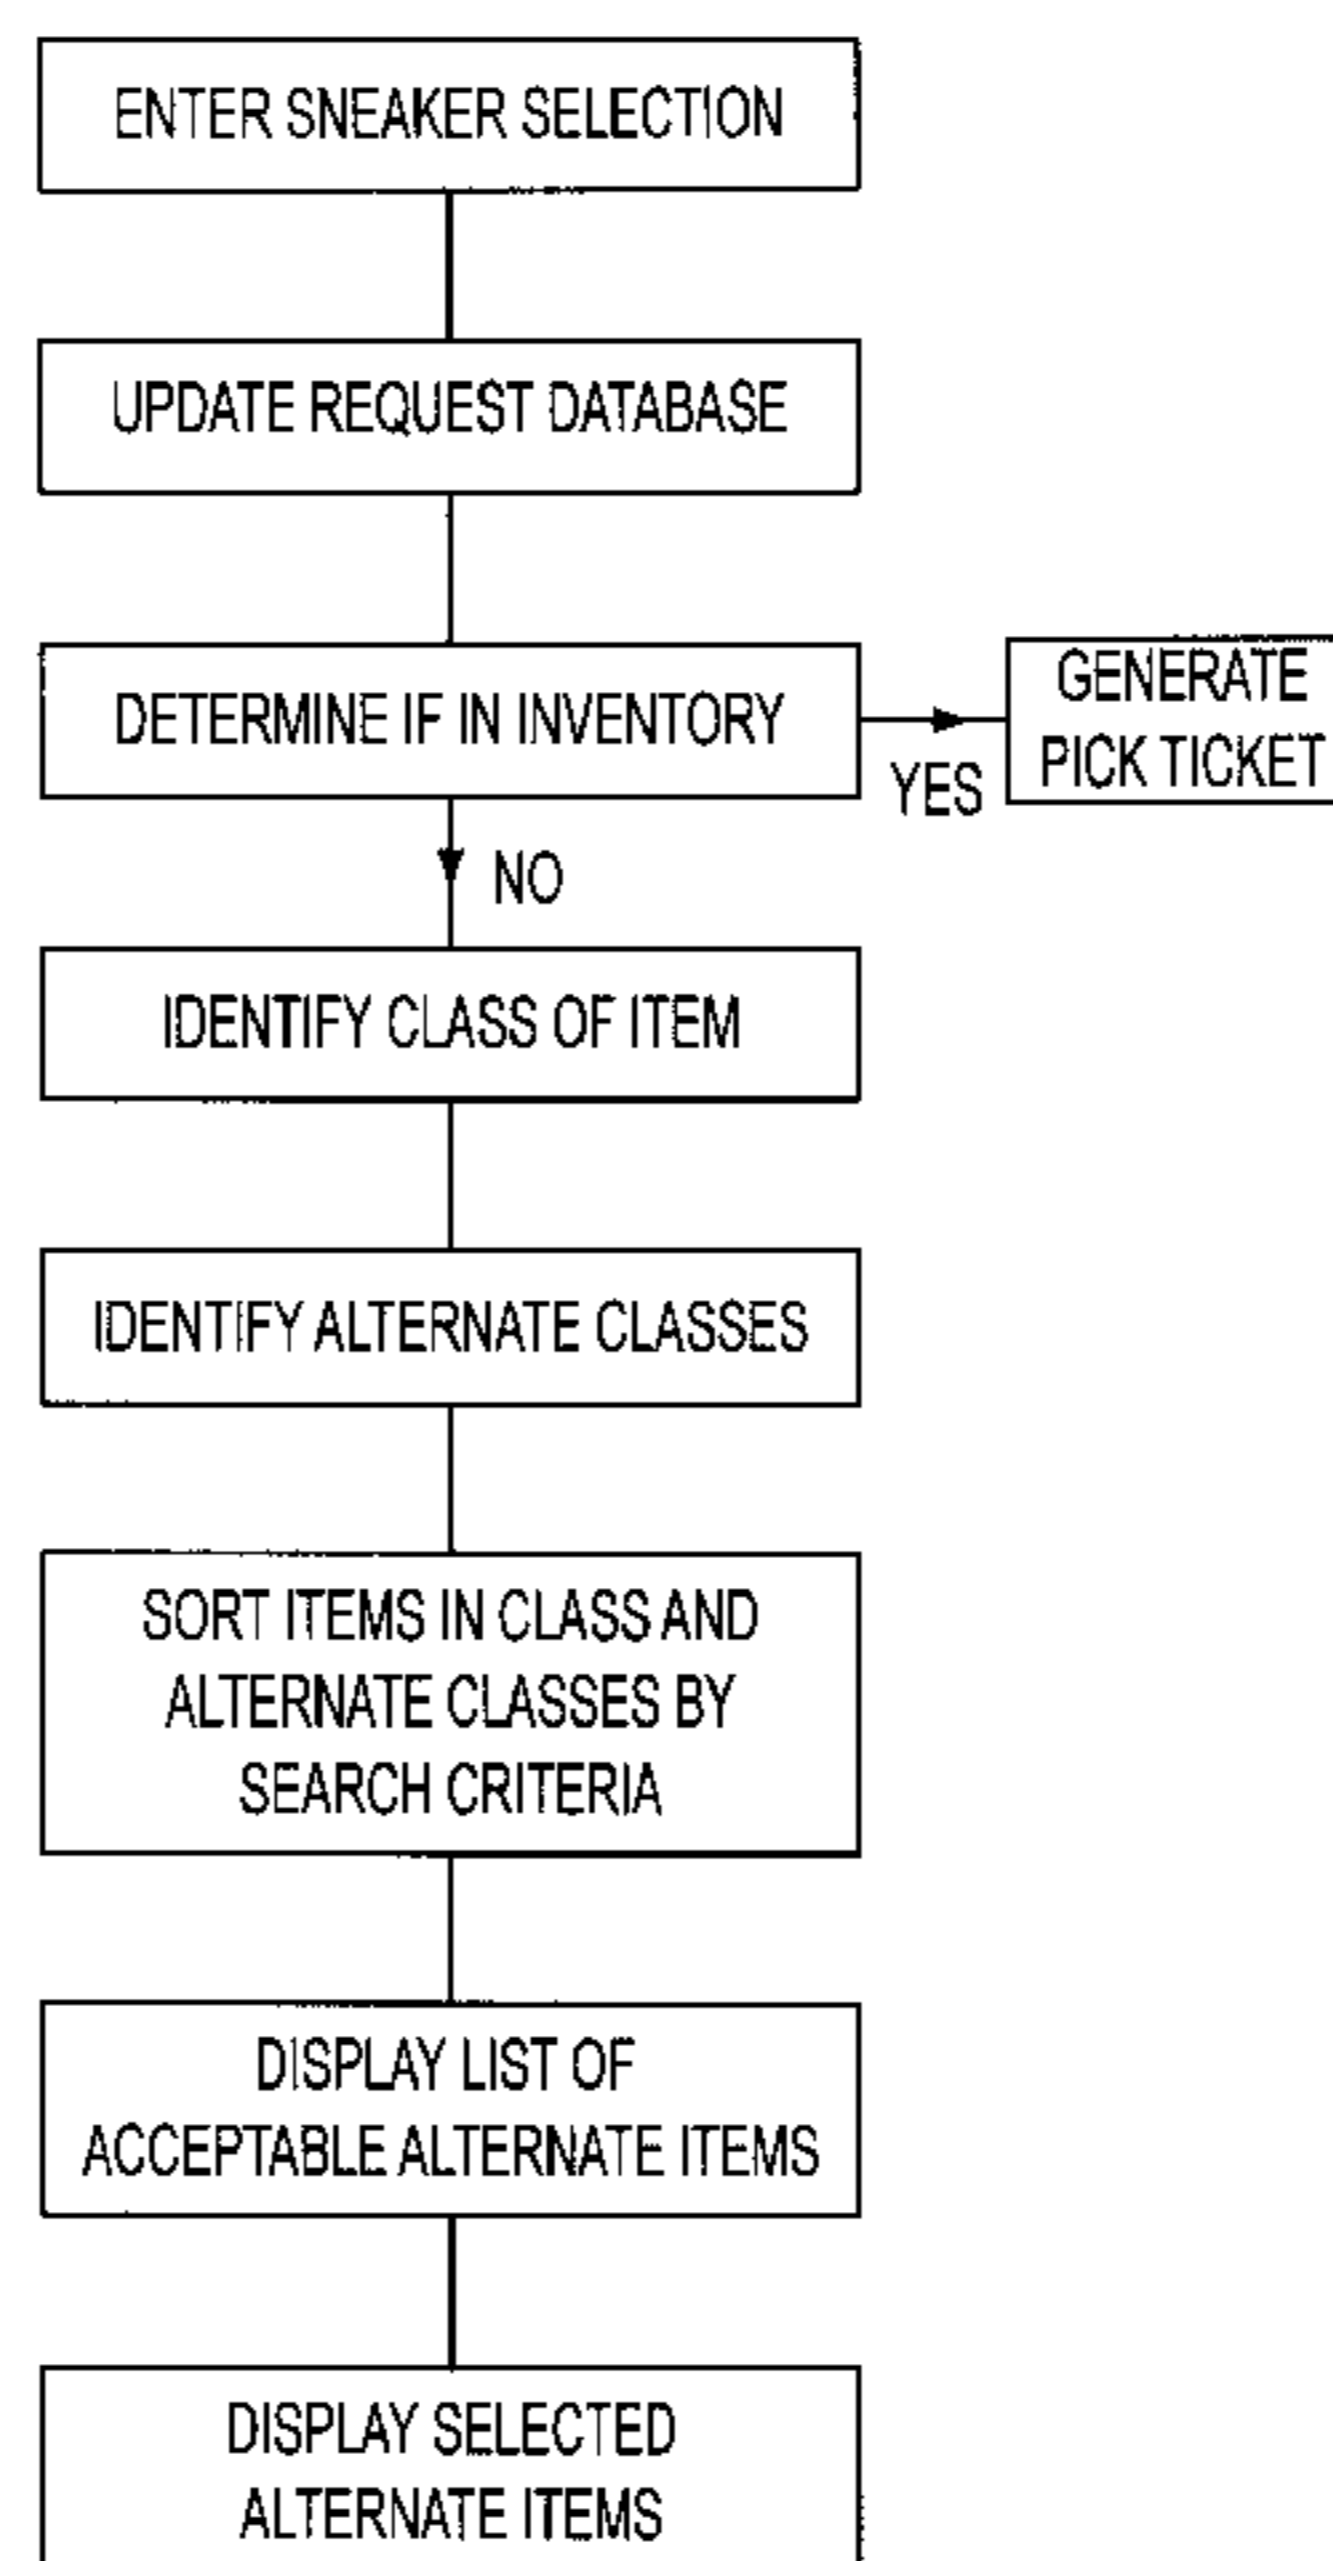 ENTER SNEAKER SELECTION
UPDATE REQUEST DATABASE
DETERMINE IF IN INVENTORY
YES
GENERATE
PICK TICKET
NO
IDENTIFY CLASS OF ITEM
IDENTIFY ALTERNATE CLASSES
SORT ITEMS IN CLASS AND
ALTERNATE CLASSES BY
SEARCH CRITERIA
DISPLAY LIST OF
ACCEPTABLE ALTERNATE ITEMS
DISPLAY SELECTED
ALTERNATE ITEMS